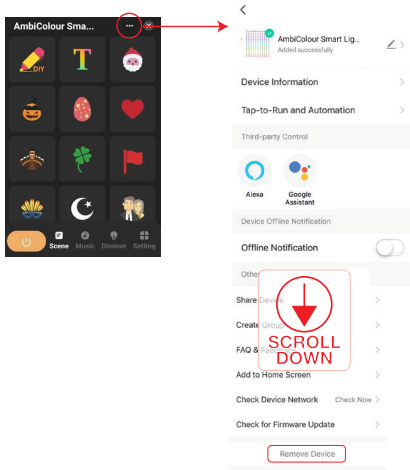 AmbiColour Sma...
DIY
T
Scene
Music
Dimmer
Setting
AmbiColour Smart Lig...
Added successfully
Device Information
Tap-to-Run and Automation
Third-party Control
Alexa
Google
Assistant
Device Offline Notification
Offline Notification
Othe
Share Device
Create Group
FAQ & Feedback
SCROLL
DOWN
Add to Home Screen
Check Device Network
Check Now
Check for Firmware Update
Remove Device